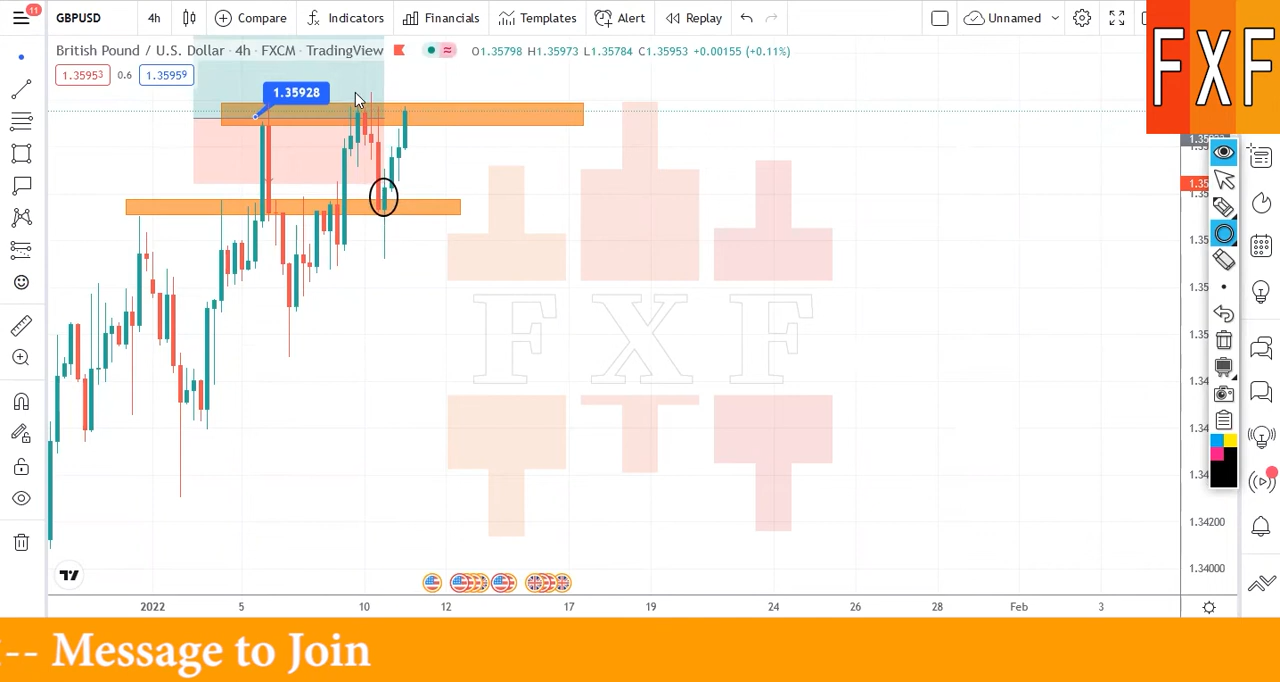 11
GBPUSD
4h
Compare
Indicators
Financials
Templates
Alert
Replay
Unnamed
British Pound / U.S. Dollar · 4h · FXCM · TradingView
O1.35798 H1.35973 L1.35784 C1.35953 +0.00155 (+0.11%)
1.35953
0.6
1.35959
1.35928
FXF
FXF
1.34200
1.34000
2022
5
10
12
17
19
24
26
28
Feb
3
-- Message to Join